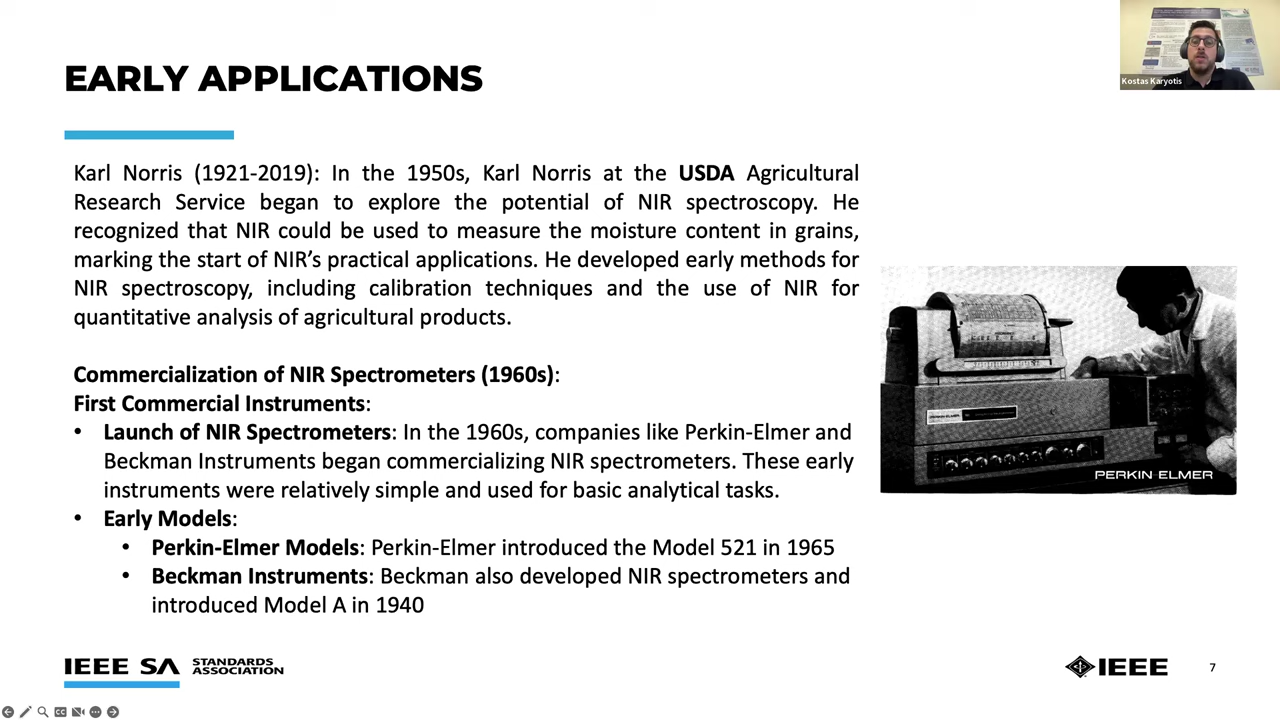 EARLY APPLICATIONS
Kostas Karyotis
Karl Norris (1921-2019): In the 1950s, Karl Norris at the USDA Agricultural
Research Service began to explore the potential of NIR spectroscopy. He
recognized that NIR could be used to measure the moisture content in grains,
marking the start of NIR’s practical applications. He developed early methods for
NIR spectroscopy, including calibration techniques and the use of NIR for
quantitative analysis of agricultural products.
Commercialization of NIR Spectrometers (1960s):
First Commercial Instruments:
• Launch of NIR Spectrometers: In the 1960s, companies like Perkin-Elmer and
Beckman Instruments began commercializing NIR spectrometers. These early
instruments were relatively simple and used for basic analytical tasks.
• Early Models:
• Perkin-Elmer Models: Perkin-Elmer introduced the Model 521 in 1965
• Beckman Instruments: Beckman also developed NIR spectrometers and
introduced Model A in 1940
PERKIN ELMER
IEEE SA STANDARDS
ASSOCIATION
IEEE
7
CC